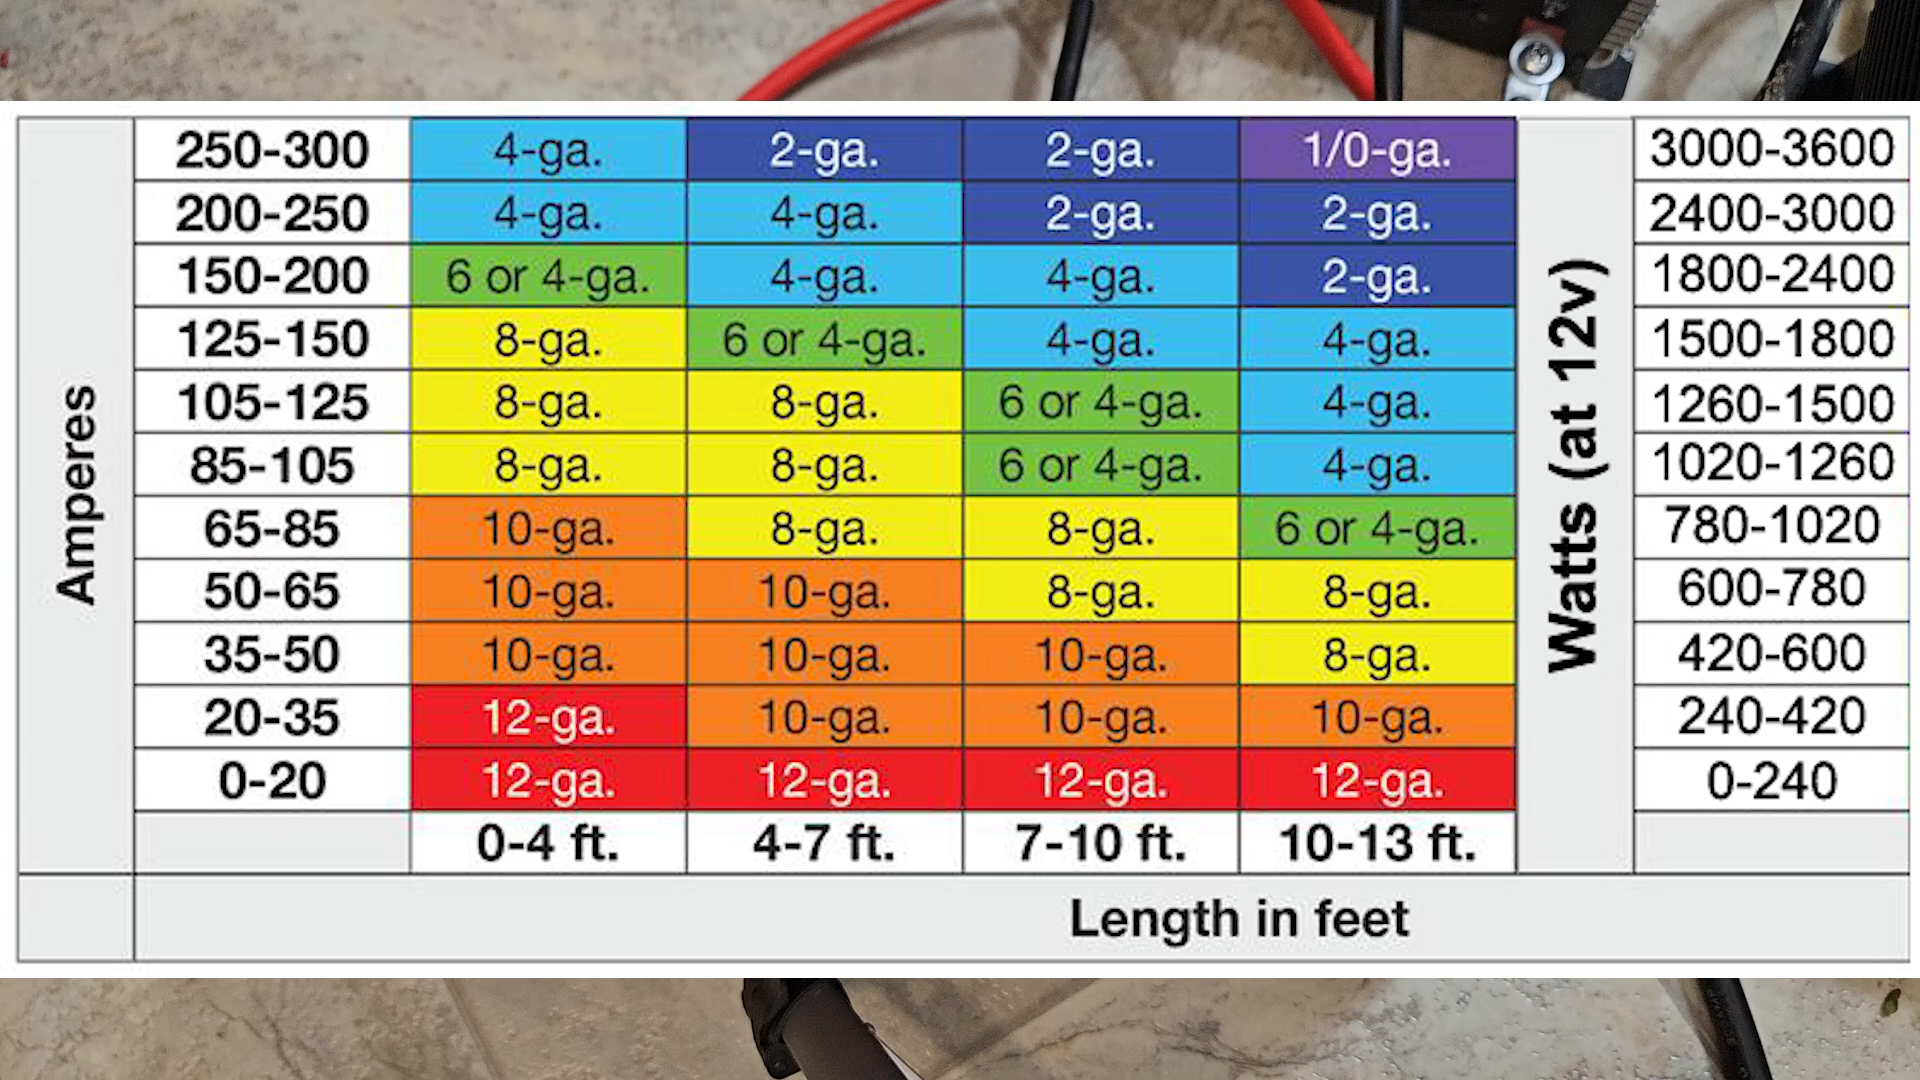 Amperes
250-300 4-ga. 2-ga. 2-ga. 1/0-ga. 3000-3600
200-250 4-ga. 4-ga. 2-ga. 2-ga. 2400-3000
150-200 6 or 4-ga. 4-ga. 4-ga. 2-ga. 1800-2400
125-150 8-ga. 6 or 4-ga. 4-ga. 4-ga. 1500-1800
105-125 8-ga. 8-ga. 6 or 4-ga. 4-ga. 1260-1500
85-105 8-ga. 8-ga. 6 or 4-ga. 4-ga. 1020-1260
65-85 10-ga. 8-ga. 8-ga. 6 or 4-ga. 780-1020
50-65 10-ga. 10-ga. 8-ga. 8-ga. 600-780
35-50 10-ga. 10-ga. 10-ga. 8-ga. 420-600
20-35 12-ga. 10-ga. 10-ga. 10-ga. 240-420
0-20 12-ga. 12-ga. 12-ga. 12-ga. 0-240
0-4 ft. 4-7 ft. 7-10 ft. 10-13 ft.
Watts (at 12v)
Length in feet